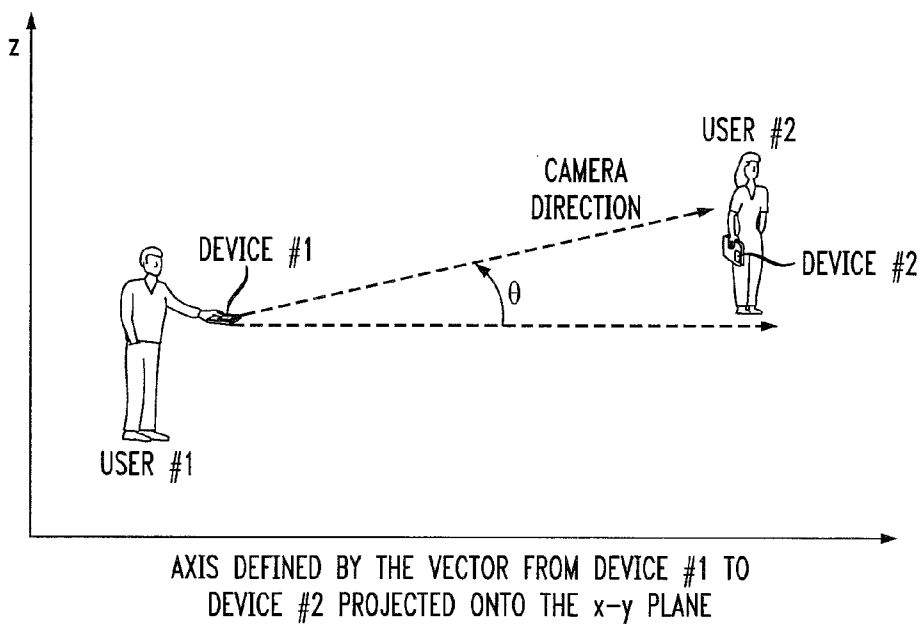 z
USER #2
CAMERA
DIRECTION
DEVICE #1
DEVICE #2
θ
USER #1
AXIS DEFINED BY THE VECTOR FROM DEVICE #1 TO
DEVICE #2 PROJECTED ONTO THE x-y PLANE